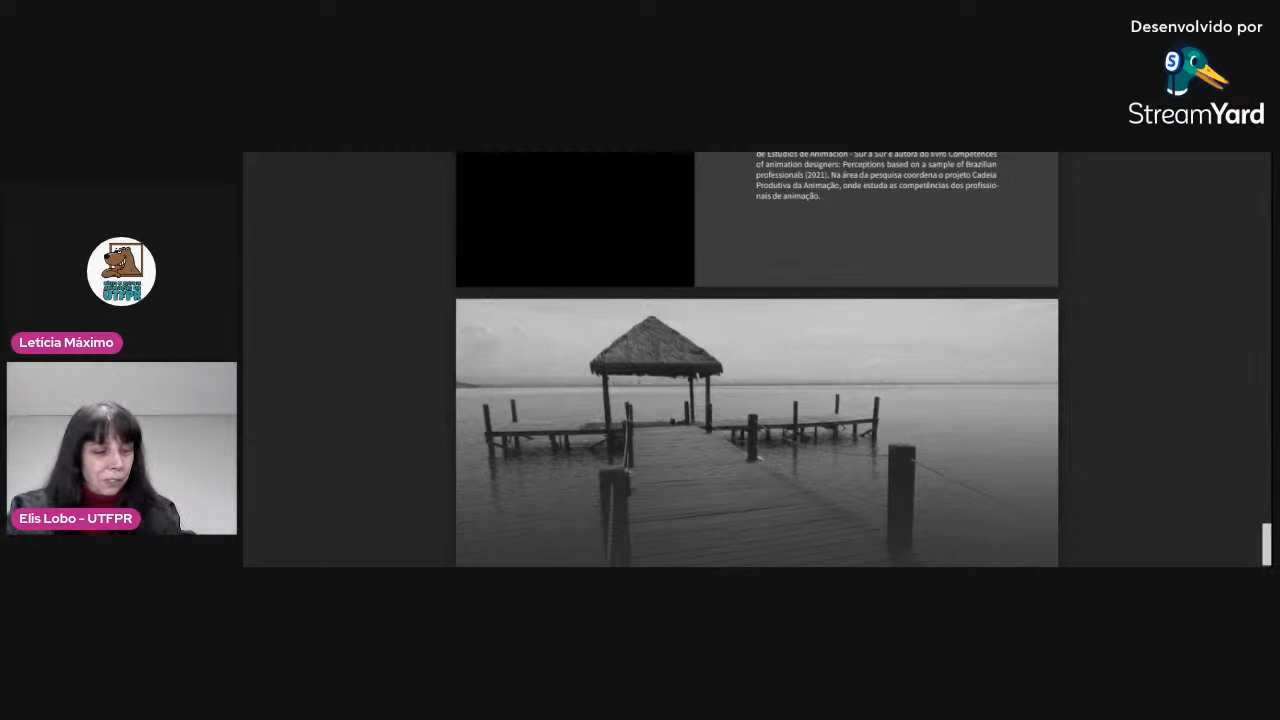 Desenvolvido por
StreamYard
de Estudios de Animación - Sur a Sur e autora do livro Competences
of animation designers: Perceptions based on a sample of Brazilian
professionals (2021). Na área da pesquisa coordena o projeto Cadeia
Produtiva da Animação, onde estuda as competências dos profissio-
nais de animação.
UTFPR
Letícia Máximo
Elis Lobo - UTFPR